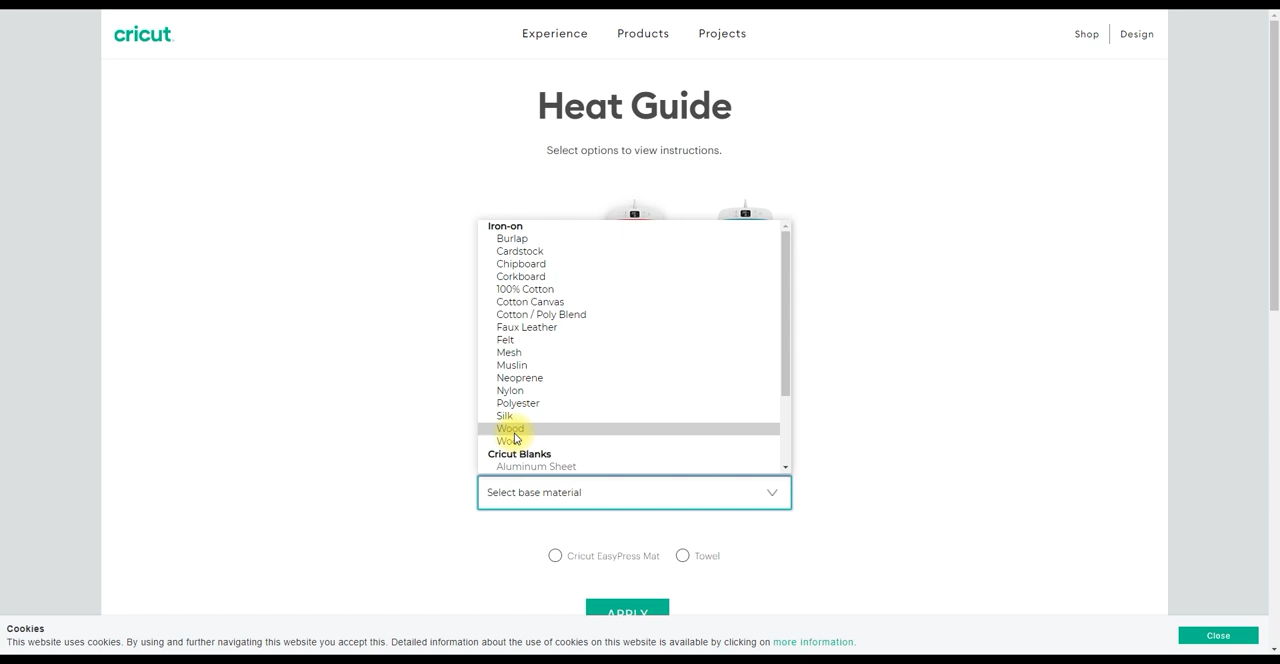 cricut
Experience Products Projects
Shop Design
Heat Guide
Select options to view instructions.
Iron-on
Burlap
Cardstock
Chipboard
Corkboard
100% Cotton
Cotton Canvas
Cotton / Poly Blend
Faux Leather
Felt
Mesh
Muslin
Neoprene
Nylon
Polyester
Silk
Wood
Cricut Blanks
Aluminum Sheet
Select base material
Cricut EasyPress Mat Towel
APPLY
Cookies
This website uses cookies. By using and further navigating this website you accept this. Detailed information about the use of cookies on this website is available by clicking on more information.
Close